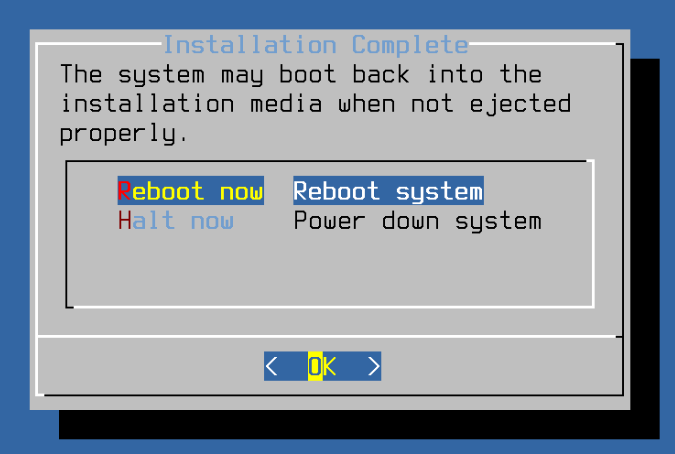 Installation Complete
The system may boot back into the
installation media when not ejected
properly.
Reboot now Reboot system
Halt now Power down system
< OK >